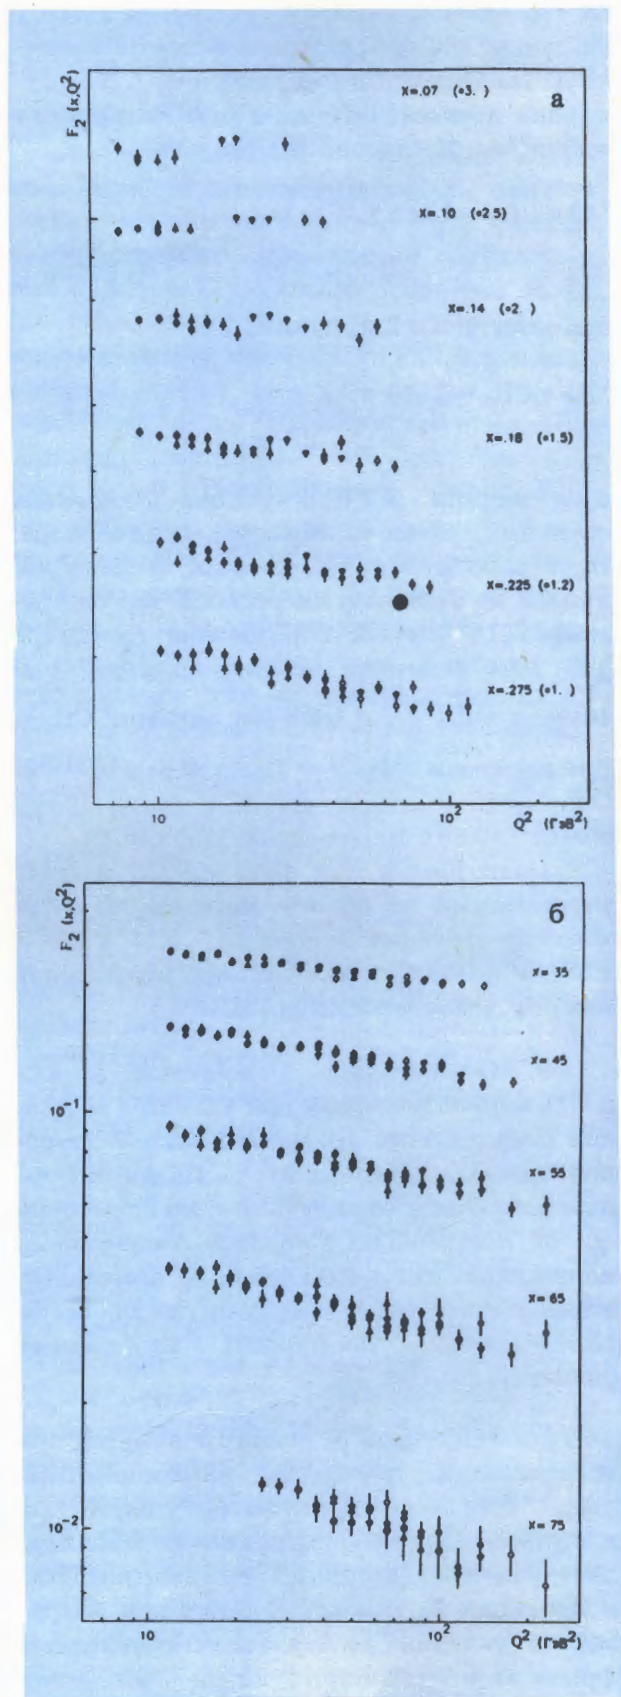 F₂ (x,Q²)
а
X=.07 (∘3. )
X=.10 (∘2 5)
X=.14 (∘2. )
X=.18 (∘1.5)
X=.225 (∘1.2)
X=.275 (∘1. )
10
10²
Q² (ГэВ²)
F₂ (x,Q²)
б
X= 35
X= 45
10⁻¹
X= 55
X= 65
10⁻²
X= 75
10
10²
Q² (ГэВ²)